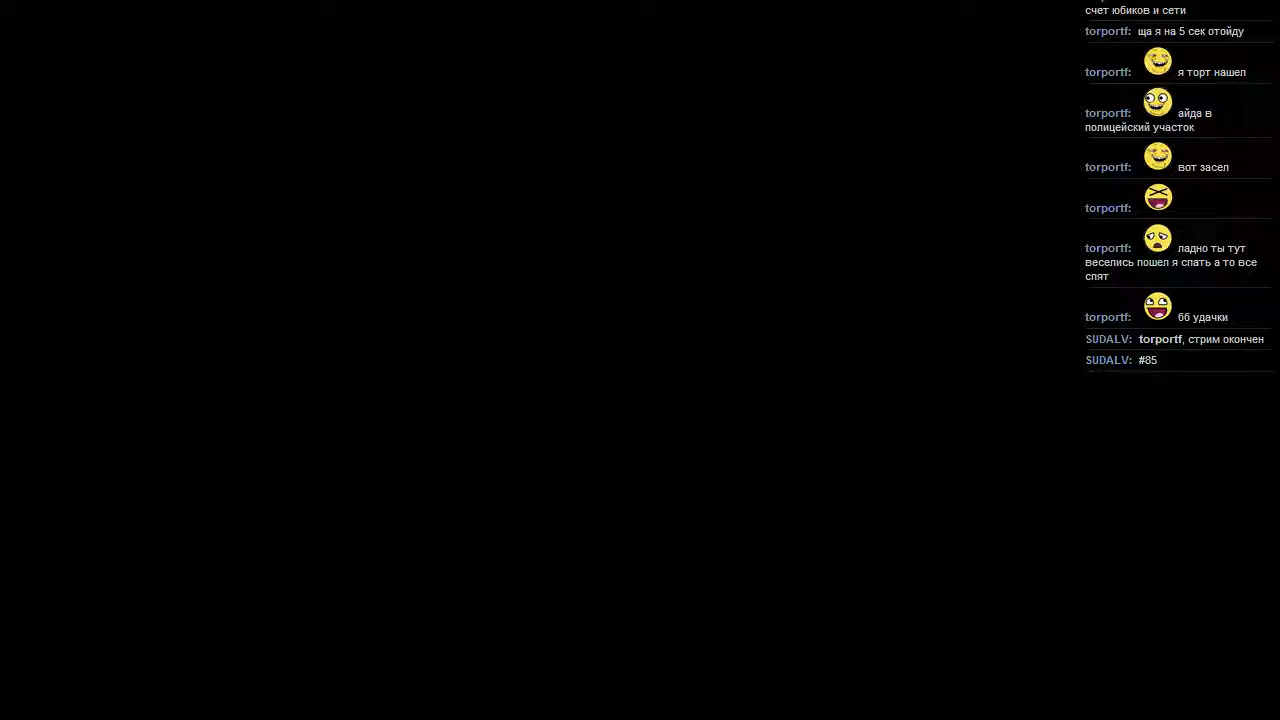 счет юбиков и сети
torportf: ща я на 5 сек отойду
torportf: я торт нашел
torportf: айда в
полицейский участок
torportf: вот засел
torportf:
torportf: ладно ты тут
веселись пошел я спать а то все
спят
torportf: бб удачки
SUDALV: torportf, стрим окончен
SUDALV: #85